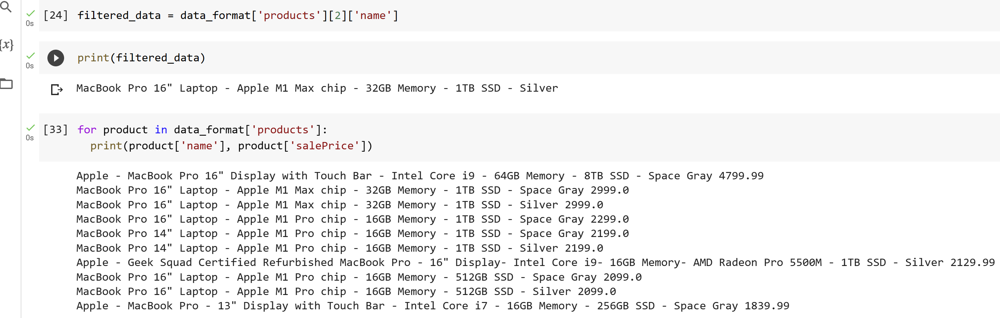 [24] filtered_data = data_format['products'][2]['name']
0s
{x}
print(filtered_data)
0s
MacBook Pro 16" Laptop - Apple M1 Max chip - 32GB Memory - 1TB SSD - Silver
[33] for product in data_format['products']:
0s
print(product['name'], product['salePrice'])
Apple - MacBook Pro 16" Display with Touch Bar - Intel Core i9 - 64GB Memory - 8TB SSD - Space Gray 4799.99
MacBook Pro 16" Laptop - Apple M1 Max chip - 32GB Memory - 1TB SSD - Space Gray 2999.0
MacBook Pro 16" Laptop - Apple M1 Max chip - 32GB Memory - 1TB SSD - Silver 2999.0
MacBook Pro 16" Laptop - Apple M1 Pro chip - 16GB Memory - 1TB SSD - Space Gray 2299.0
MacBook Pro 14" Laptop - Apple M1 Pro chip - 16GB Memory - 1TB SSD - Space Gray 2199.0
MacBook Pro 14" Laptop - Apple M1 Pro chip - 16GB Memory - 1TB SSD - Silver 2199.0
Apple - Geek Squad Certified Refurbished MacBook Pro - 16" Display- Intel Core i9- 16GB Memory- AMD Radeon Pro 5500M - 1TB SSD - Silver 2129.99
MacBook Pro 16" Laptop - Apple M1 Pro chip - 16GB Memory - 512GB SSD - Space Gray 2099.0
MacBook Pro 16" Laptop - Apple M1 Pro chip - 16GB Memory - 512GB SSD - Silver 2099.0
Apple - MacBook Pro - 13" Display with Touch Bar - Intel Core i7 - 16GB Memory - 256GB SSD - Space Gray 1839.99